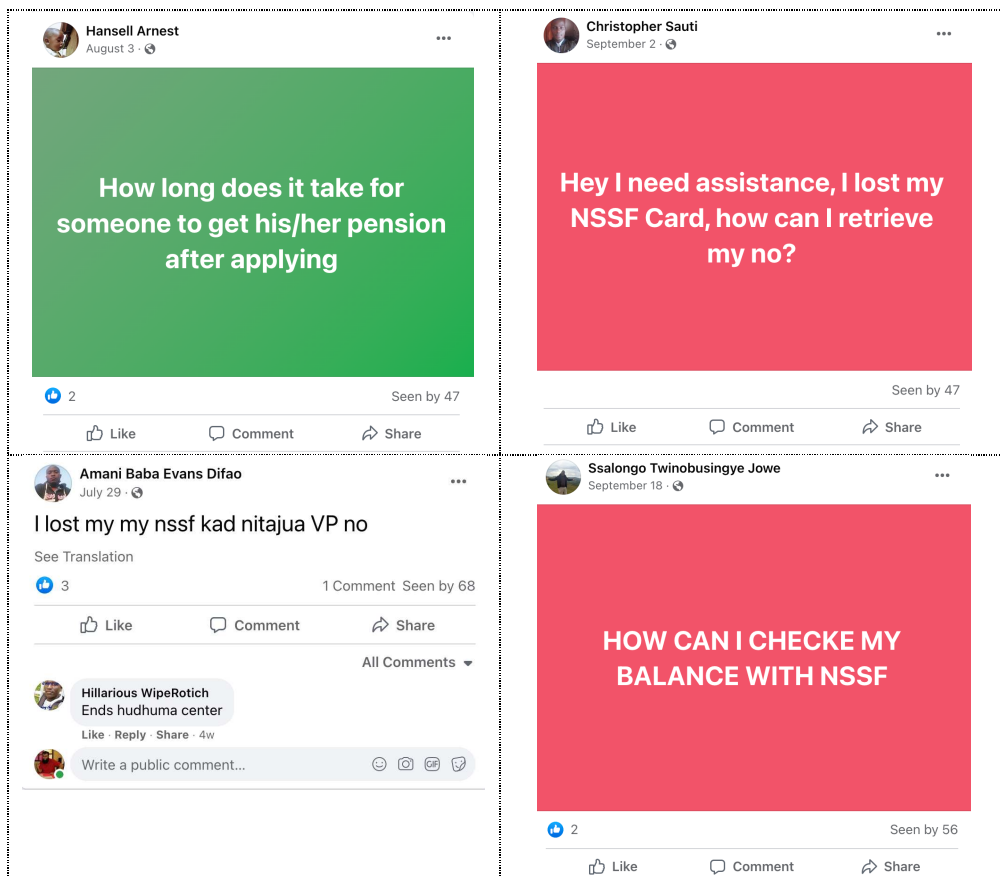 Hansell Arnest
August 3 ·
How long does it take for
someone to get his/her pension
after applying
2
Seen by 47
Like
Comment
Share
Christopher Sauti
September 2 ·
Hey I need assistance, I lost my
NSSF Card, how can I retrieve
my no?
Seen by 47
Like
Comment
Share
Amani Baba Evans Difao
July 29 ·
I lost my my nssf kad nitajua VP no
See Translation
3
1 Comment Seen by 68
Like
Comment
Share
All Comments
Hillarious WipeRotich
Ends hudhuma center
Like · Reply · Share · 4w
Write a public comment...
GIF
Ssalongo Twinobusingye Jowe
September 18 ·
HOW CAN I CHECKE MY
BALANCE WITH NSSF
2
Seen by 56
Like
Comment
Share